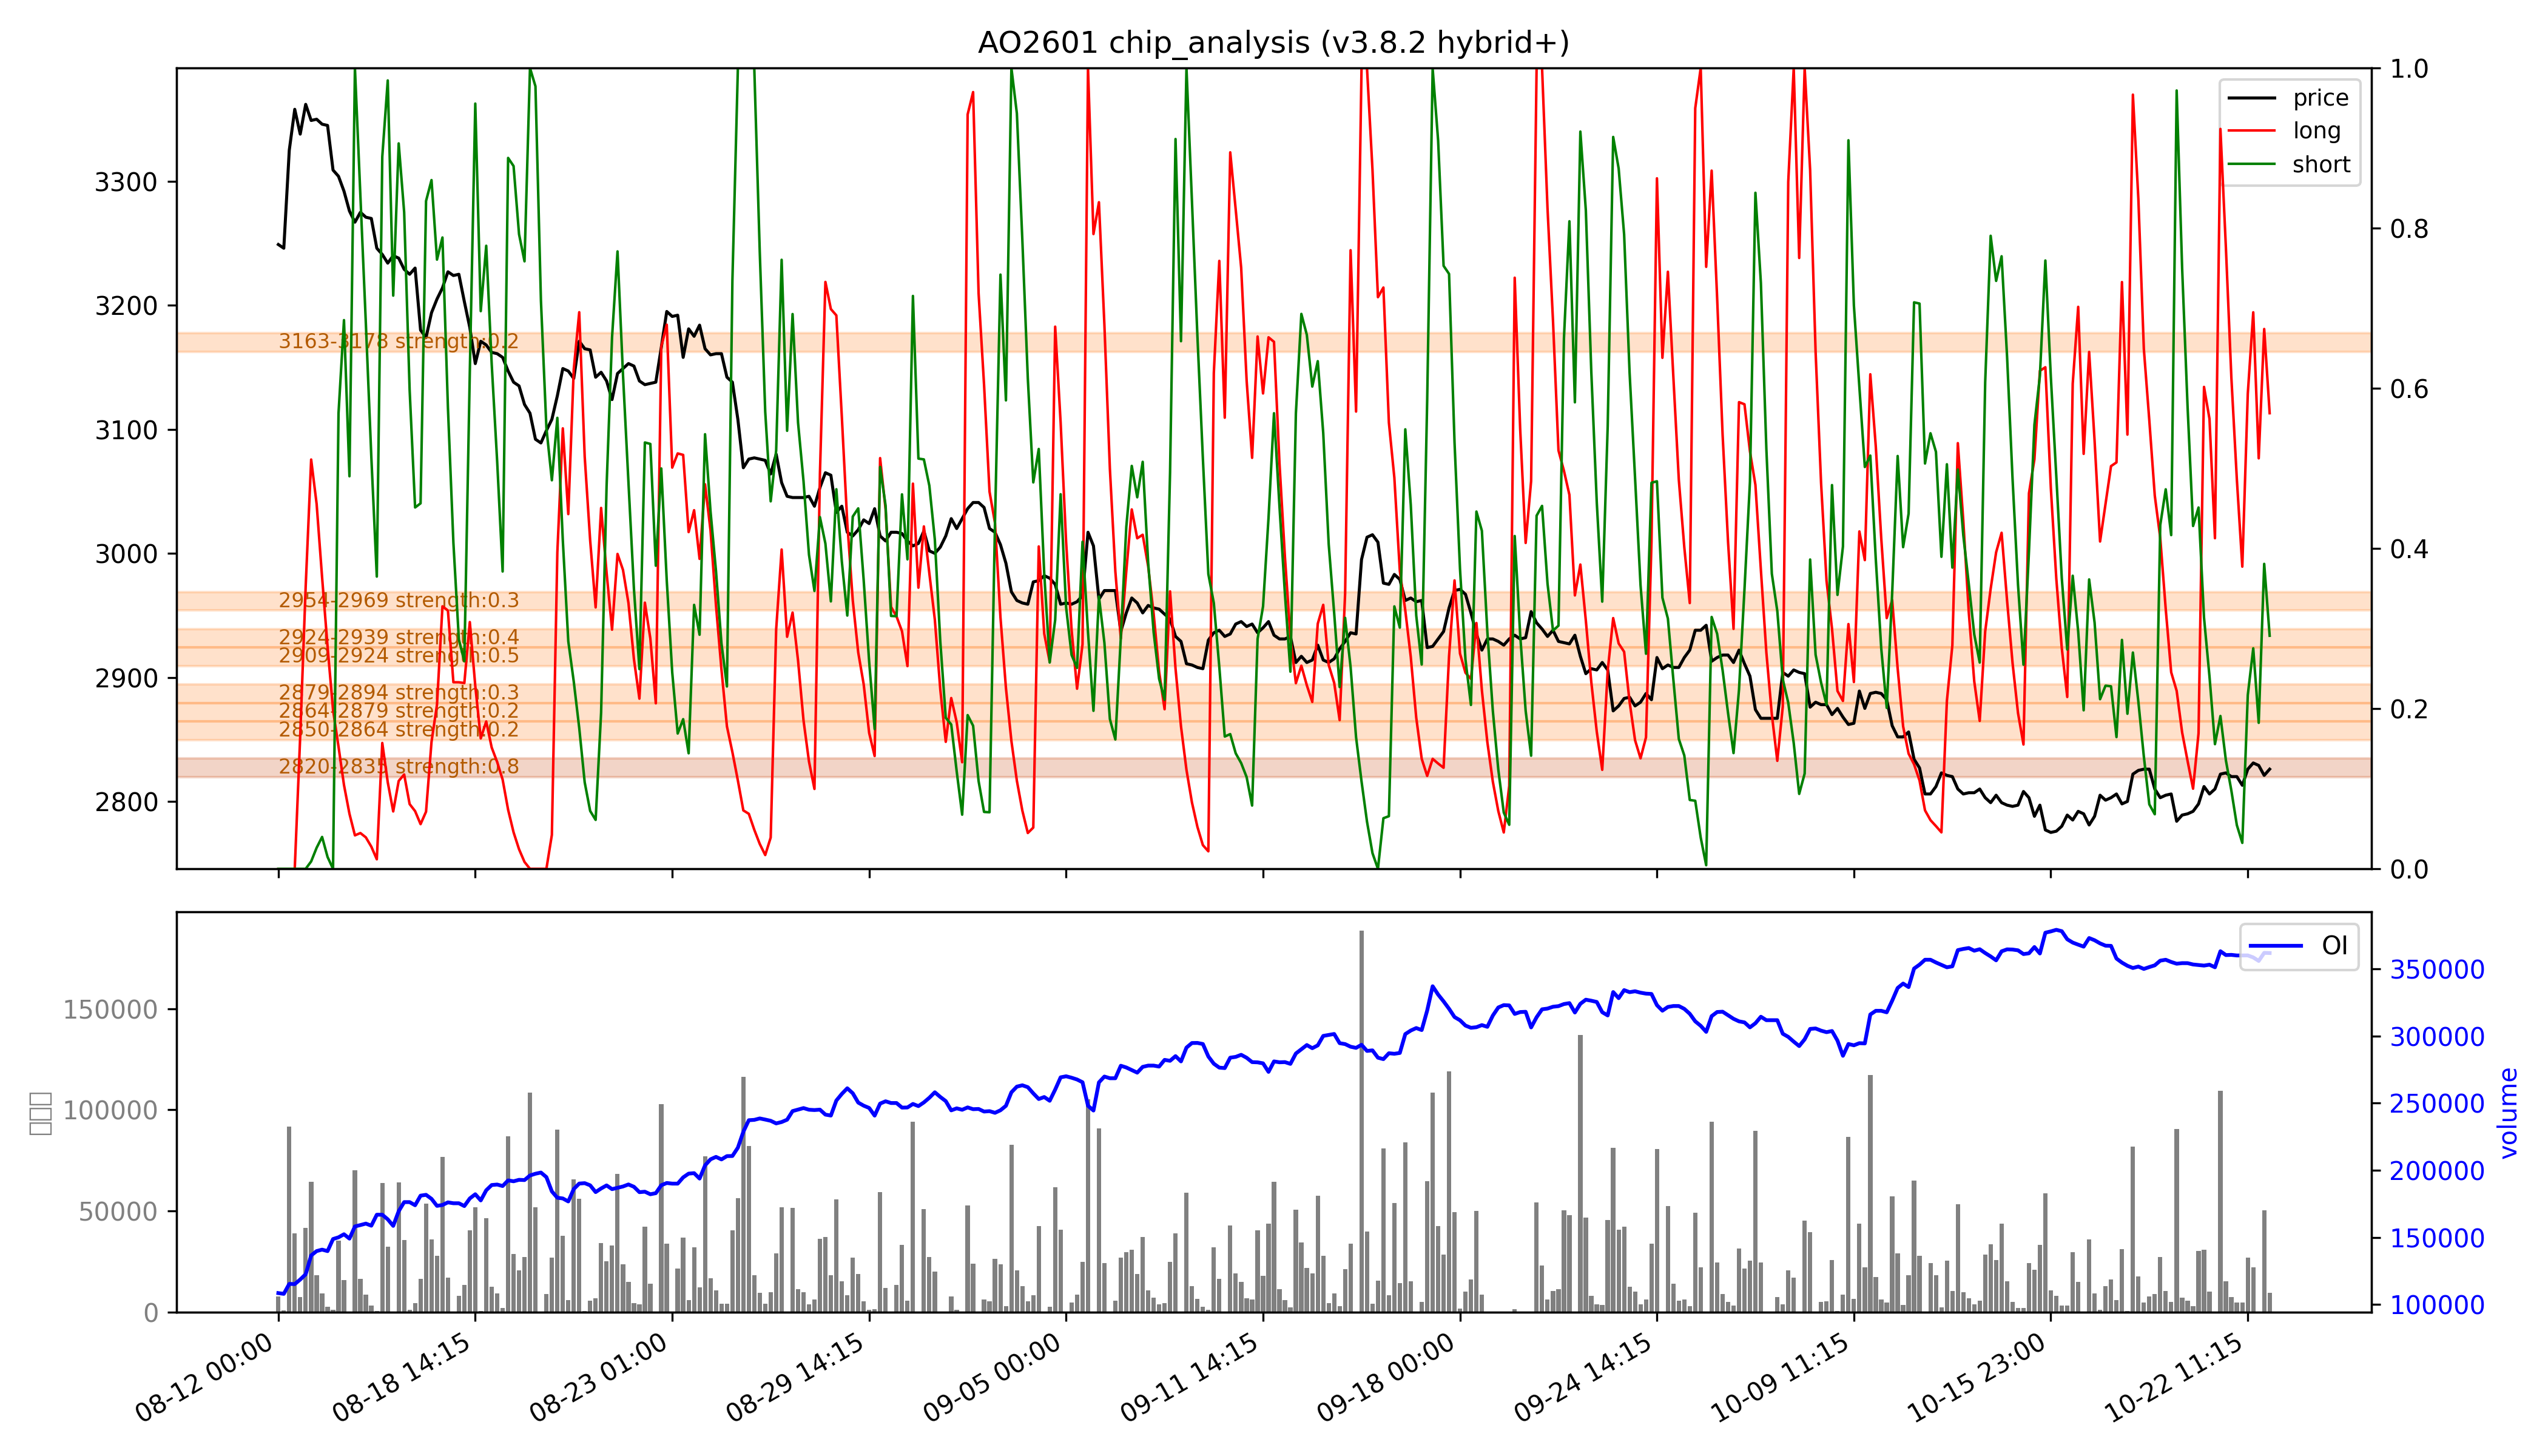 AO2601 chip_analysis (v3.8.2 hybrid+)
price
long
short
3300
3200
3100
3000
2900
2800
1.0
0.8
0.6
0.4
0.2
0.0
3163-3178 strength:0.2
2954-2969 strength:0.3
2924-2939 strength:0.4
2909-2924 strength:0.5
2879-2894 strength:0.3
2864-2879 strength:0.2
2850-2864 strength:0.2
2820-2835 strength:0.8
OI
150000
100000
50000
0
350000
300000
250000
200000
150000
100000
volume
08-12 00:00
08-18 14:15
08-23 01:00
08-29 14:15
09-05 00:00
09-11 14:15
09-18 00:00
09-24 14:15
10-09 11:15
10-15 23:00
10-22 11:15